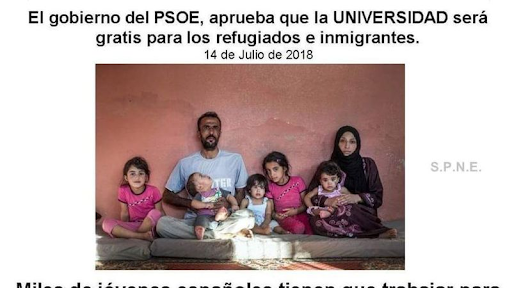 El gobierno del PSOE, aprueba que la UNIVERSIDAD será
gratis para los refugiados e inmigrantes.
14 de Julio de 2018
S.P.N.E.
Miles de jóvenes españoles tienen que trabajar para